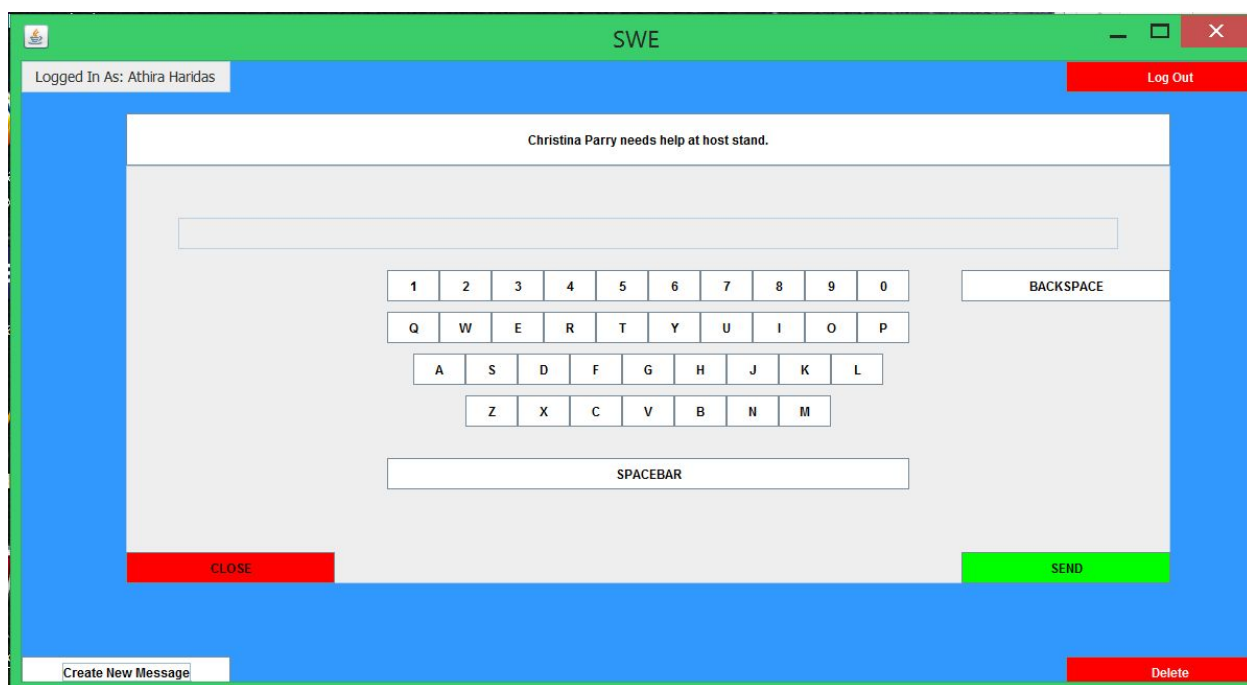 SWE
Logged In As: Athira Haridas
Log Out
Christina Parry needs help at host stand.
1 2 3 4 5 6 7 8 9 0
BACKSPACE
Q W E R T Y U I O P
A S D F G H J K L
Z X C V B N M
SPACEBAR
CLOSE
SEND
Create New Message
Delete